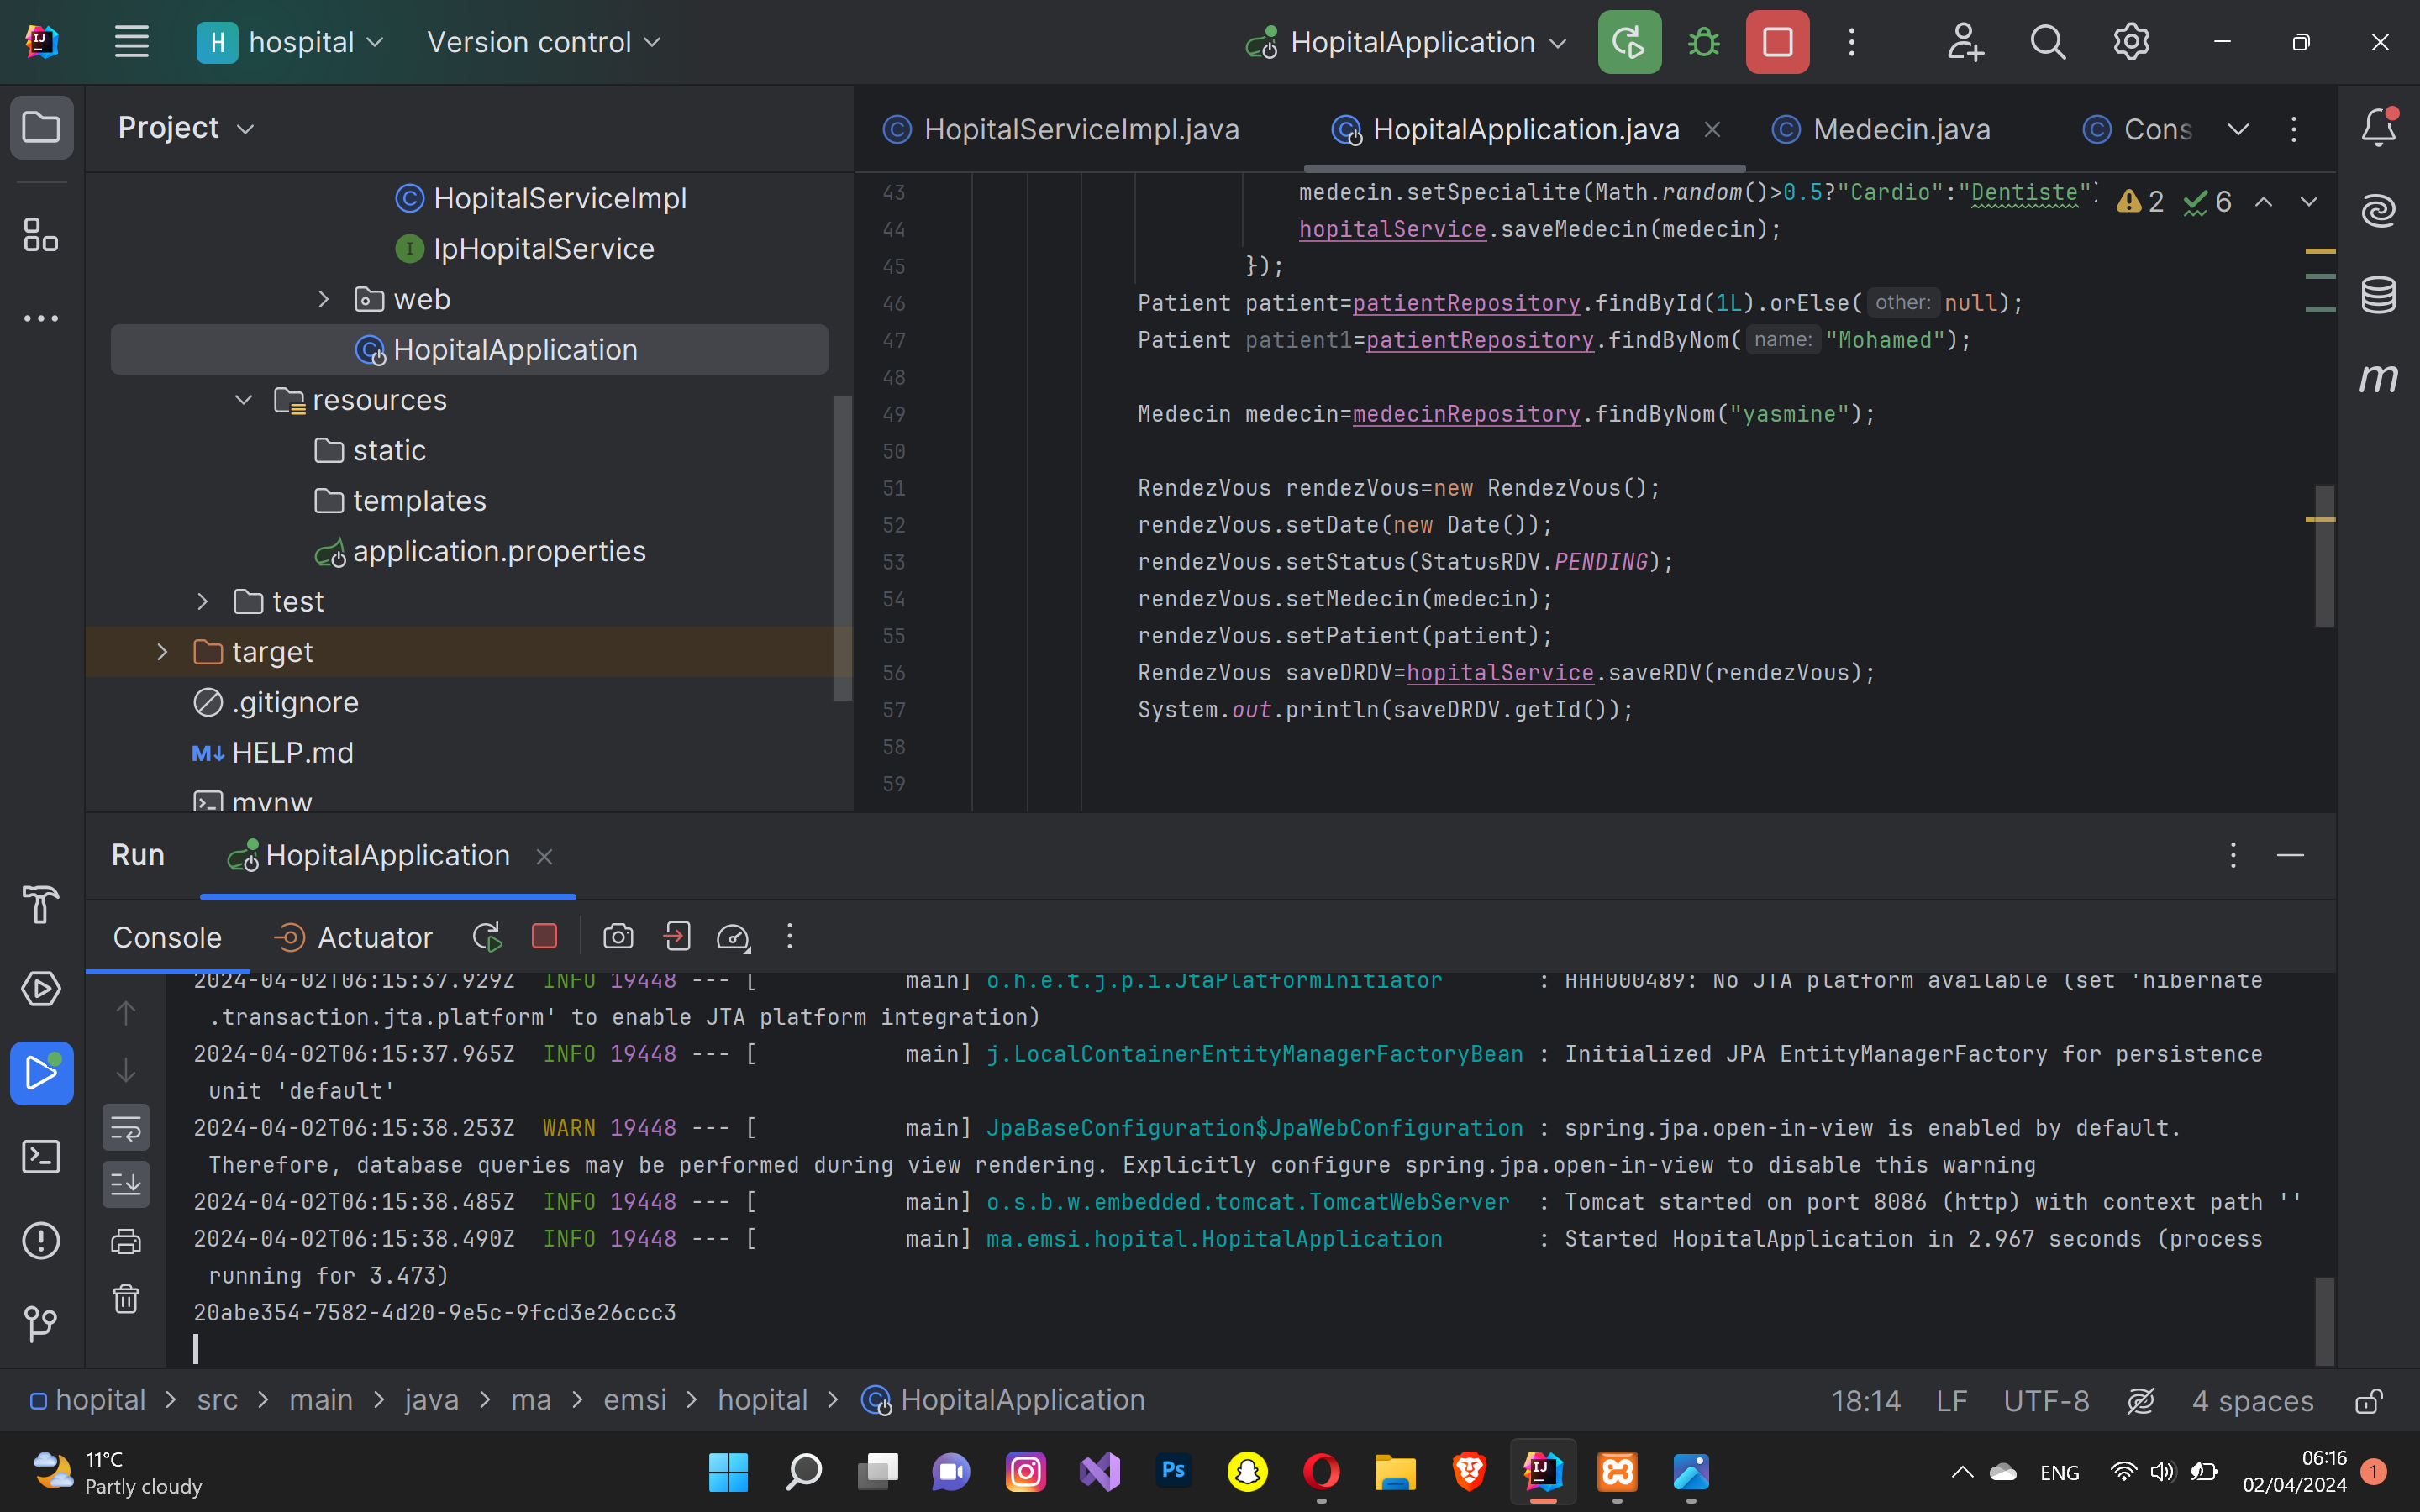 H hospital Version control HopitalApplication
Project
HopitalServiceImpl
IpHopitalService
web
HopitalApplication
resources
static
templates
application.properties
test
target
.gitignore
M↓ HELP.md
mvnw
HopitalServiceImpl.java HopitalApplication.java Medecin.java Cons
2 6
43 medecin.setSpecialite(Math.random()>0.5?"Cardio":"Dentiste")
44 hopitalService.saveMedecin(medecin);
45 });
46 Patient patient=patientRepository.findById(1L).orElse( other: null);
47 Patient patient1=patientRepository.findByNom( name: "Mohamed");
48
49 Medecin medecin=medecinRepository.findByNom("yasmine");
50
51 RendezVous rendezVous=new RendezVous();
52 rendezVous.setDate(new Date());
53 rendezVous.setStatus(StatusRDV.PENDING);
54 rendezVous.setMedecin(medecin);
55 rendezVous.setPatient(patient);
56 RendezVous saveDRDV=hopitalService.saveRDV(rendezVous);
57 System.out.println(saveDRDV.getId());
58
59
m
Run HopitalApplication
Console Actuator
2024-04-02T06:15:37.929Z INFO 19448 --- [ main] o.h.e.t.j.p.i.JtaPlatformInitiator : HHH000489: No JTA platform available (set 'hibernate
.transaction.jta.platform' to enable JTA platform integration)
2024-04-02T06:15:37.965Z INFO 19448 --- [ main] j.LocalContainerEntityManagerFactoryBean : Initialized JPA EntityManagerFactory for persistence
unit 'default'
2024-04-02T06:15:38.253Z WARN 19448 --- [ main] JpaBaseConfiguration$JpaWebConfiguration : spring.jpa.open-in-view is enabled by default.
Therefore, database queries may be performed during view rendering. Explicitly configure spring.jpa.open-in-view to disable this warning
2024-04-02T06:15:38.485Z INFO 19448 --- [ main] o.s.b.w.embedded.tomcat.TomcatWebServer : Tomcat started on port 8086 (http) with context path ''
2024-04-02T06:15:38.490Z INFO 19448 --- [ main] ma.emsi.hopital.HopitalApplication : Started HopitalApplication in 2.967 seconds (process
running for 3.473)
20abe354-7582-4d20-9e5c-9fcd3e26ccc3
hopital > src > main > java > ma > emsi > hopital > HopitalApplication 18:14 LF UTF-8 4 spaces
11°C
Partly cloudy
Ps
IJ
ENG
06:16
02/04/2024
1